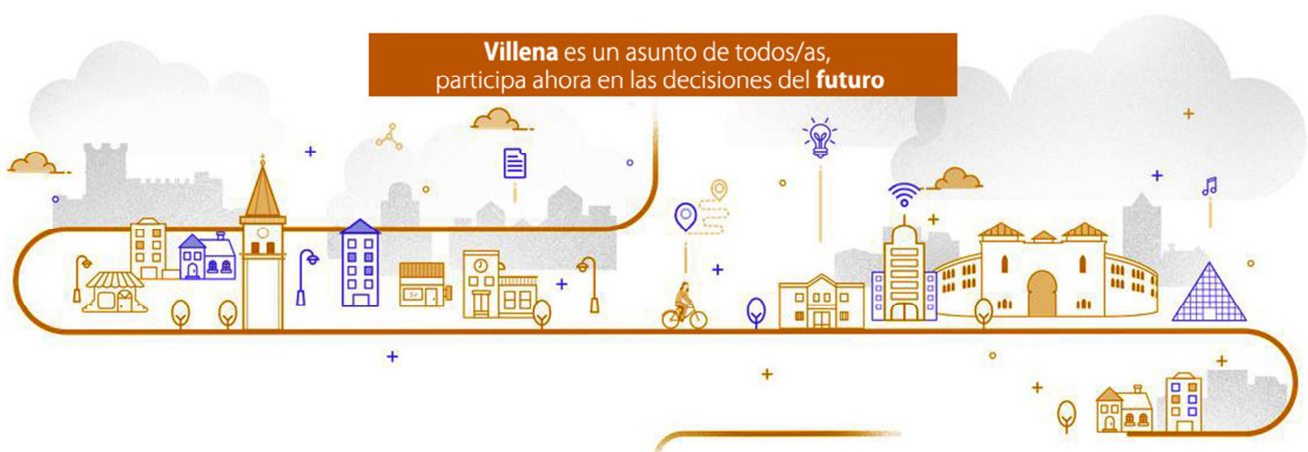 Villena es un asunto de todos/as,
participa ahora en las decisiones del futuro